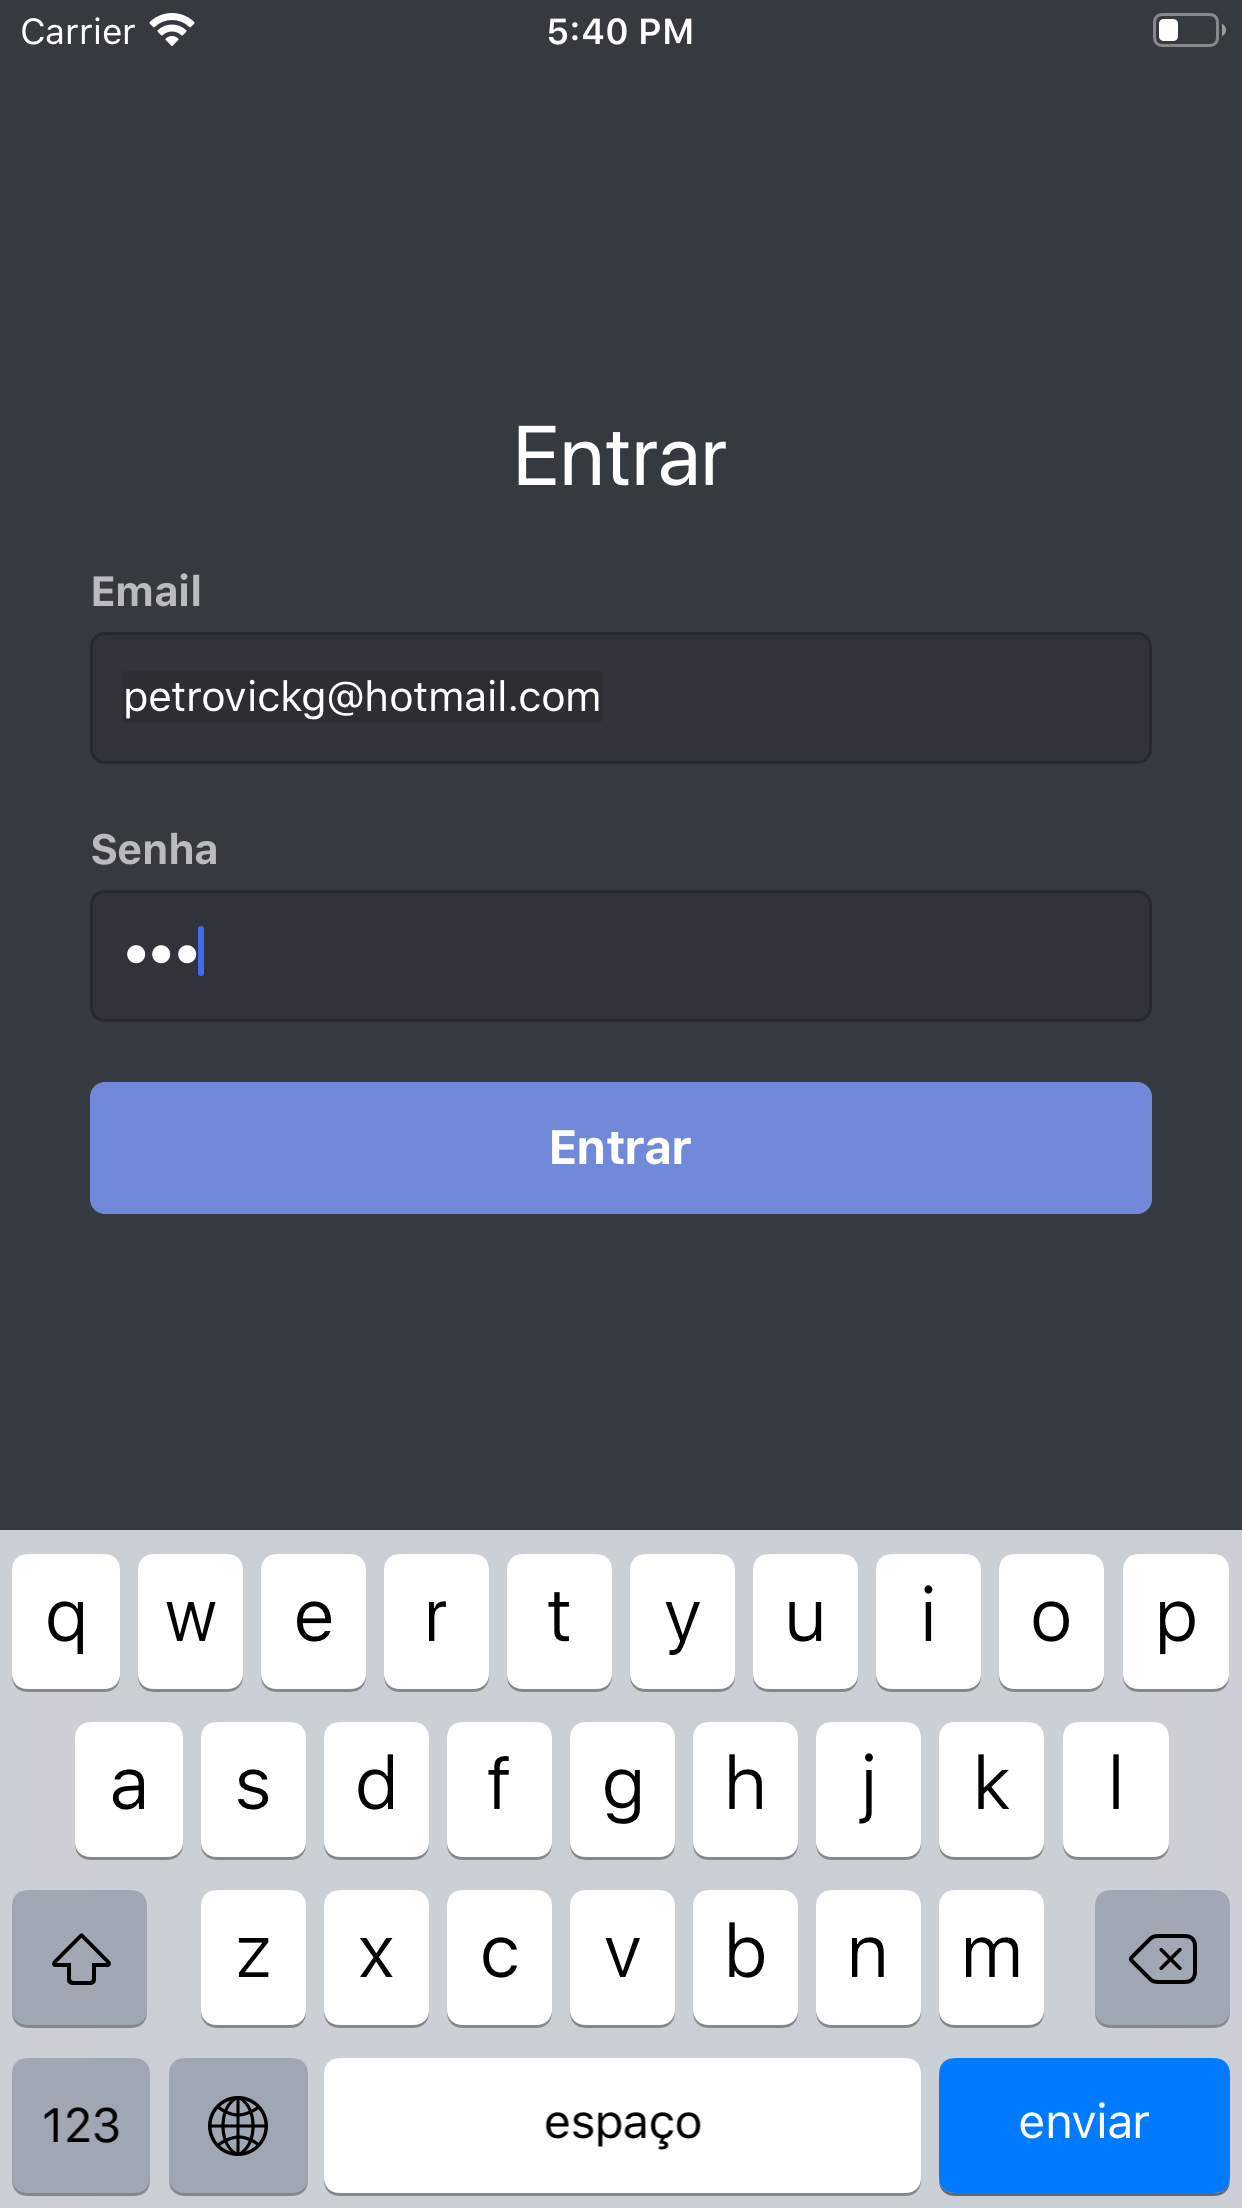 Carrier 5:40 PM
Entrar
Email
petrovickg@hotmail.com
Senha
•••
Entrar
q w e r t y u i o p
a s d f g h j k l
z x c v b n m
123 espaço enviar